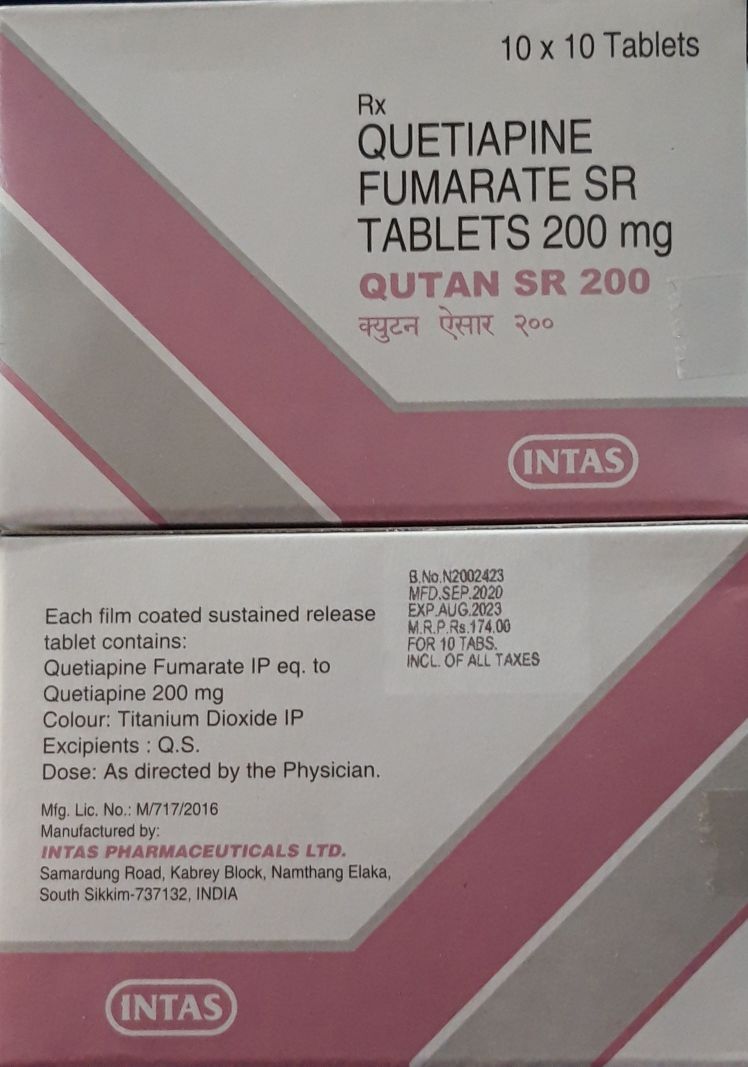 10 x 10 Tablets
Rx
QUETIAPINE
FUMARATE SR
TABLETS 200 mg
QUTAN SR 200
क्युटन ऐसार २००
INTAS
Each film coated sustained release
tablet contains:
Quetiapine Fumarate IP eq. to
Quetiapine 200 mg
Colour: Titanium Dioxide IP
Excipients : Q.S.
Dose: As directed by the Physician.
Mfg. Lic. No.: M/717/2016
Manufactured by:
INTAS PHARMACEUTICALS LTD.
Samardung Road, Kabrey Block, Namthang Elaka,
South Sikkim-737132, INDIA
B.No.N2002423
MFD.SEP.2020
EXP.AUG.2023
M.R.P.Rs.174.00
FOR 10 TABS.
INCL. OF ALL TAXES
INTAS